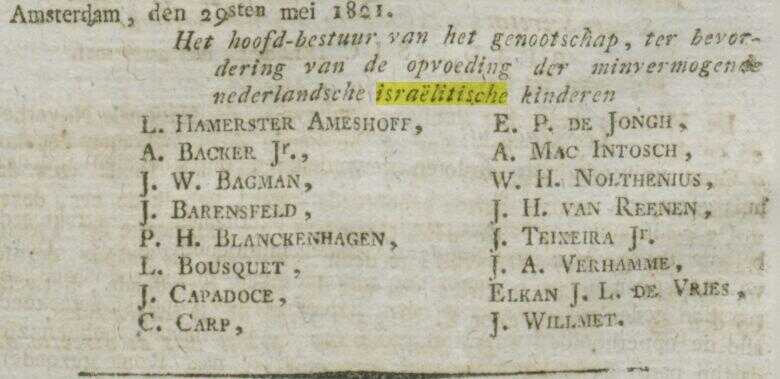 Amsterdam, den 29sten mei 1821.
Het hoofd-bestuur van het genootschap, ter bevor-
dering van de opvoeding der minvermogende
nederlandsche israëlitische kinderen
L. HAMERSTER AMESHOFF,
A. BACKER Jr.,
J. W. BAGMAN,
J. BARENSFELD,
P. H. BLANCKENHAGEN,
L. BOUSQUET,
J. CAPADOCE,
C. CARP,
E. P. DE JONGH,
A. MAC INTOSCH,
W. H. NOLTHENIUS,
J. H. VAN REENEN,
J. TEIXEIRA Jr.
J. A. VERHAMME,
ELKAN J. L. DE VRIES,
J. WILLMET.